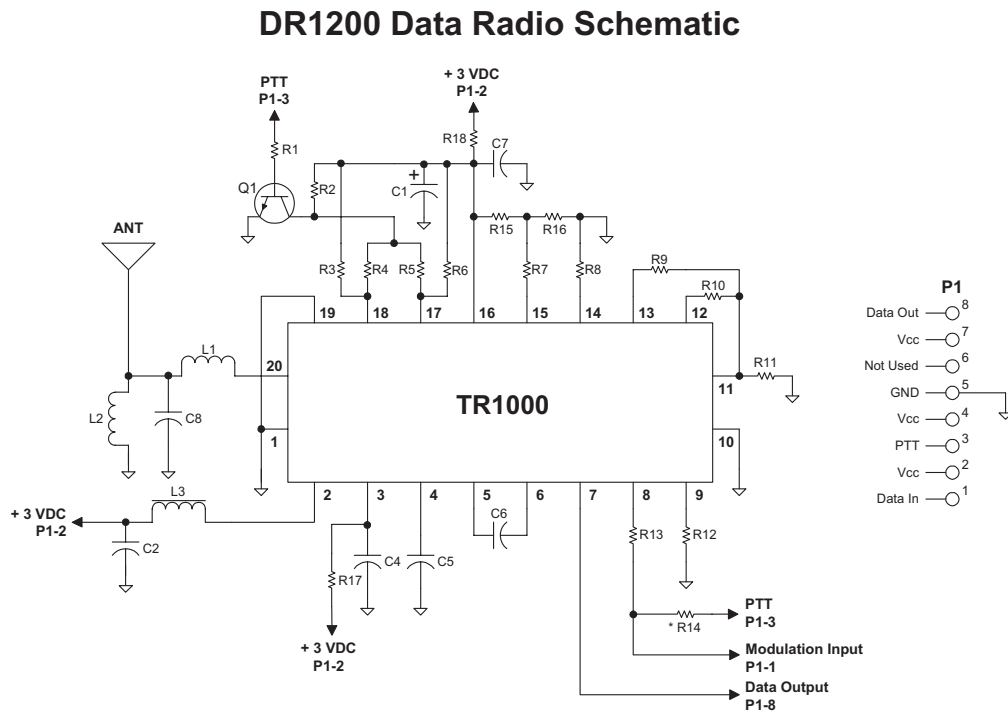 DR1200 Data Radio Schematic
PTT
P1-3
+ 3 VDC
P1-2
R1
R18
C7
Q1
R2
+
C1
R15
R16
ANT
R3
R4
R5
R6
R7
R8
R9
R10
P1
Data Out 8
Vcc 7
Not Used 6
GND 5
Vcc 4
PTT 3
Vcc 2
Data In 1
19
18
17
16
15
14
13
12
L1
20
R11
11
TR1000
L2
C8
1
10
2
3
4
5
6
7
8
9
L3
+ 3 VDC
P1-2
C2
R17
C4
C5
C6
R13
R12
* R14
PTT
P1-3
+ 3 VDC
P1-2
Modulation Input
P1-1
Data Output
P1-8